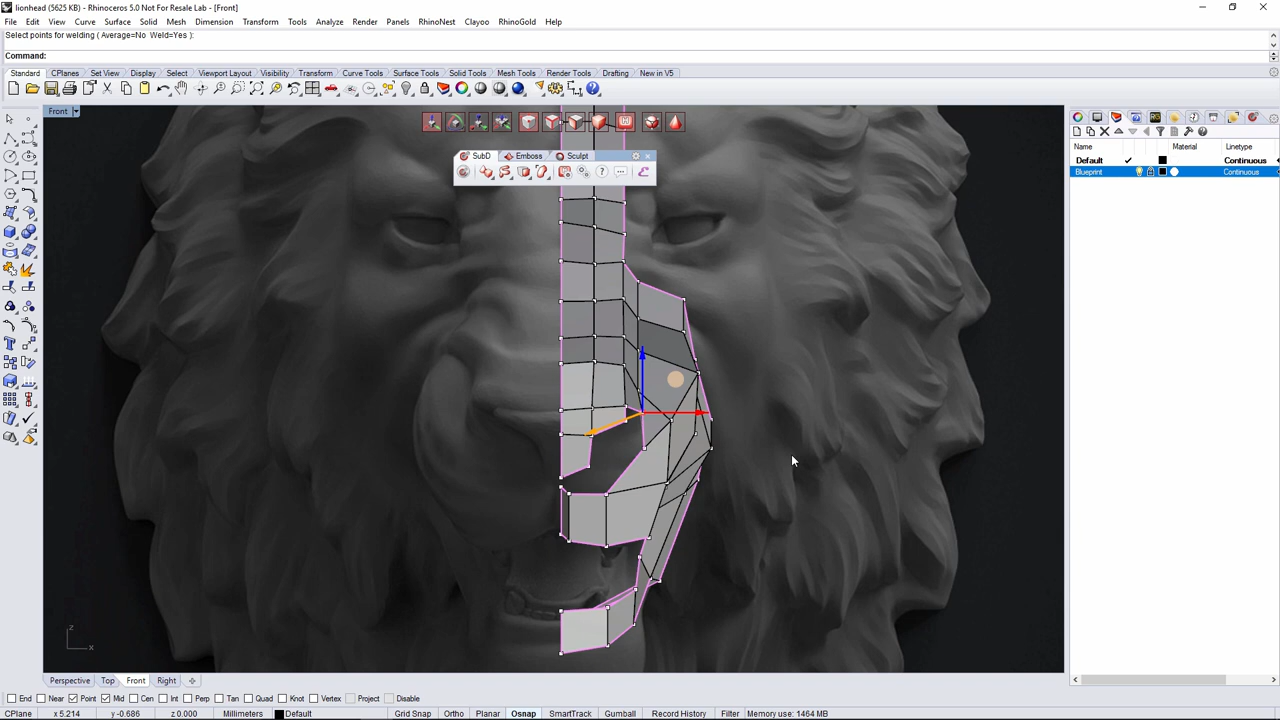 lionhead (5625 KB) - Rhinoceros 5.0 Not For Resale Lab - [Front]
File Edit View Curve Surface Solid Mesh Dimension Transform Tools Analyze Render Panels RhinoNest Clayoo RhinoGold Help
Select points for welding ( Average=No Weld=Yes ):
Command:
Standard CPlanes Set View Display Select Viewport Layout Visibility Transform Curve Tools Surface Tools Solid Tools Mesh Tools Render Tools Drafting New in V5
Front
SubD Emboss Sculpt
Name Material Linetype
Default Continuous
Blueprint Continuous
z
x
Perspective Top Front Right
End Near Point Mid Cen Int Perp Tan Quad Knot Vertex Project Disable
CPlane x 5.214 y -0.686 z 0.000 Millimeters Default Grid Snap Ortho Planar Osnap SmartTrack Gumball Record History Filter Memory use: 1464 MB